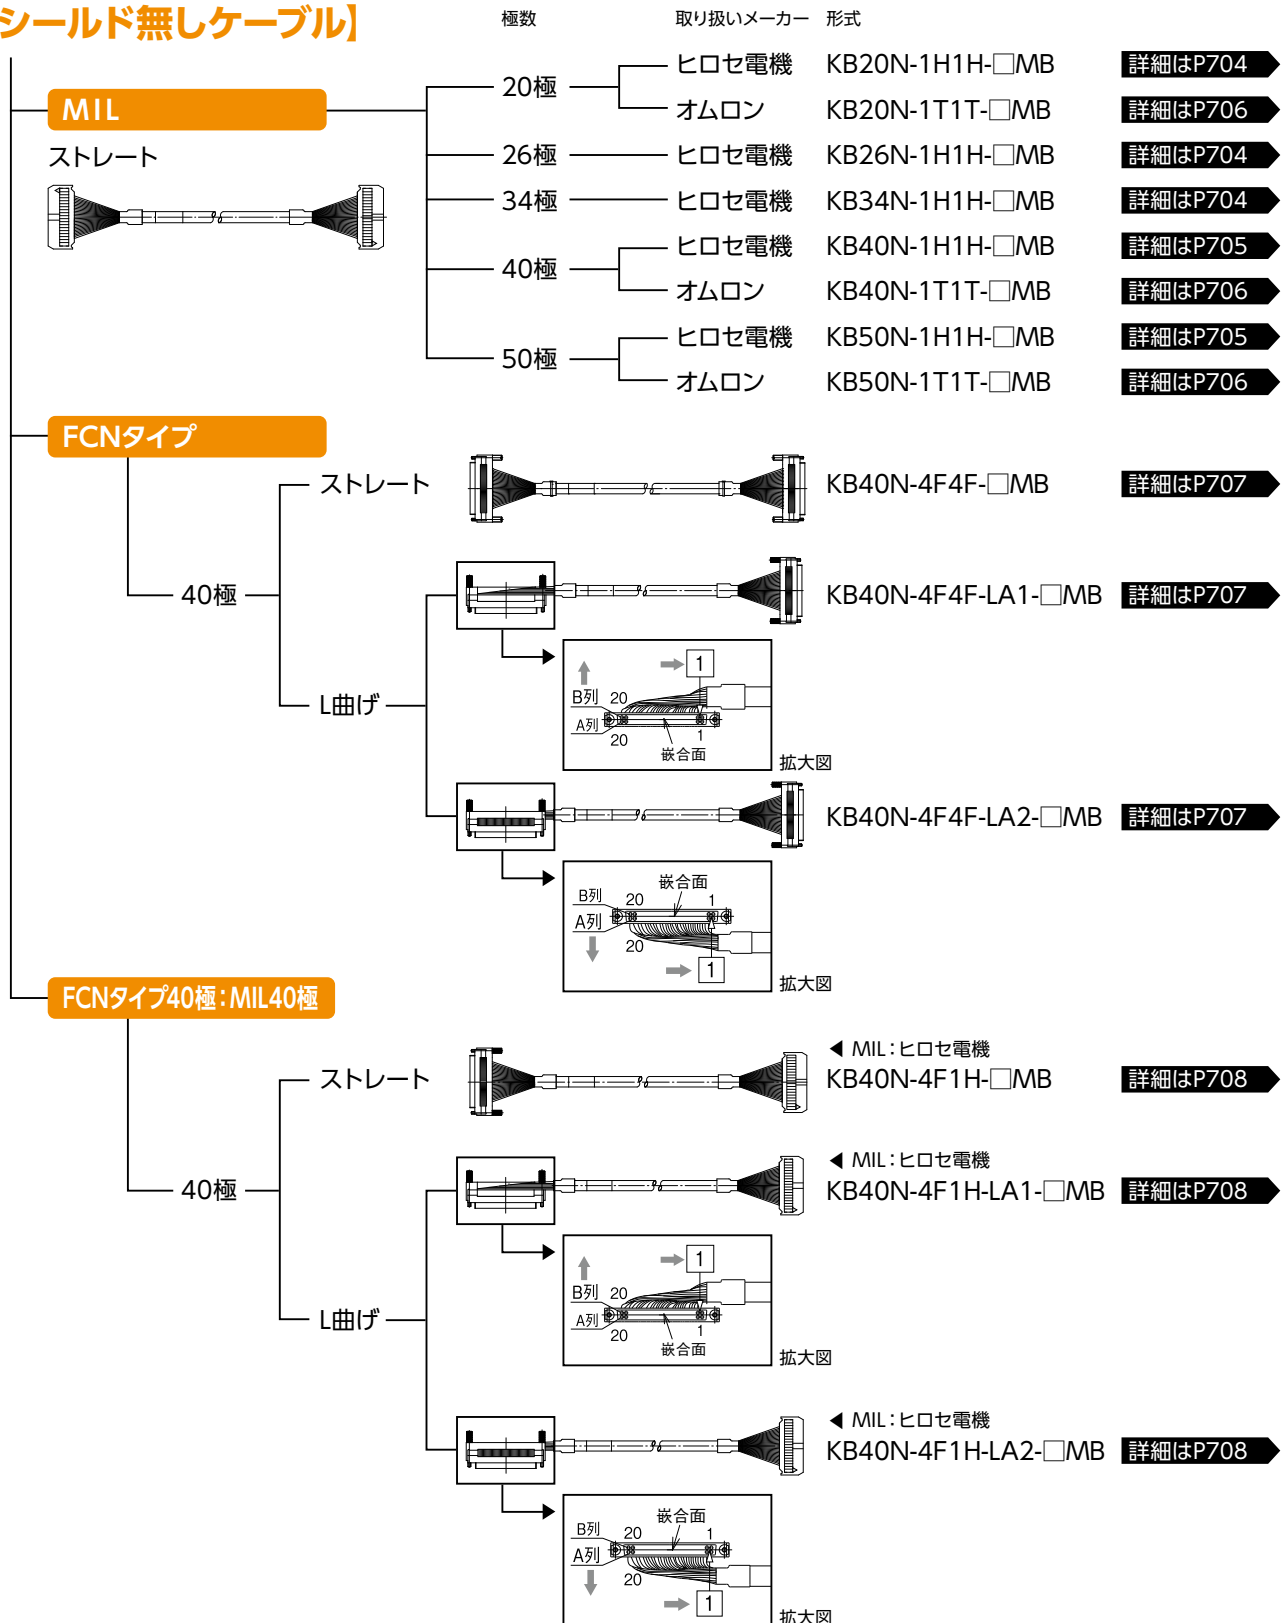 シールド無しケーブル】
極数 取り扱いメーカー 形式
MIL
ストレート
20極
ヒロセ電機 KB20N-1H1H-□MB 詳細はP704
オムロン KB20N-1T1T-□MB 詳細はP706
26極 ヒロセ電機 KB26N-1H1H-□MB 詳細はP704
34極 ヒロセ電機 KB34N-1H1H-□MB 詳細はP704
40極
ヒロセ電機 KB40N-1H1H-□MB 詳細はP705
オムロン KB40N-1T1T-□MB 詳細はP706
50極
ヒロセ電機 KB50N-1H1H-□MB 詳細はP705
オムロン KB50N-1T1T-□MB 詳細はP706
FCNタイプ
40極
ストレート KB40N-4F4F-□MB 詳細はP707
L曲げ
KB40N-4F4F-LA1-□MB 詳細はP707
1
B列 20
A列
20
1
嵌合面
拡大図
KB40N-4F4F-LA2-□MB 詳細はP707
嵌合面
B列 20 1
A列
20
1
拡大図
FCNタイプ40極：MIL40極
40極
◀ MIL：ヒロセ電機
ストレート KB40N-4F1H-□MB 詳細はP708
L曲げ
◀ MIL：ヒロセ電機
KB40N-4F1H-LA1-□MB 詳細はP708
1
B列 20
A列
20
1
嵌合面
拡大図
◀ MIL：ヒロセ電機
KB40N-4F1H-LA2-□MB 詳細はP708
嵌合面
B列 20 1
A列
20
1
拡大図